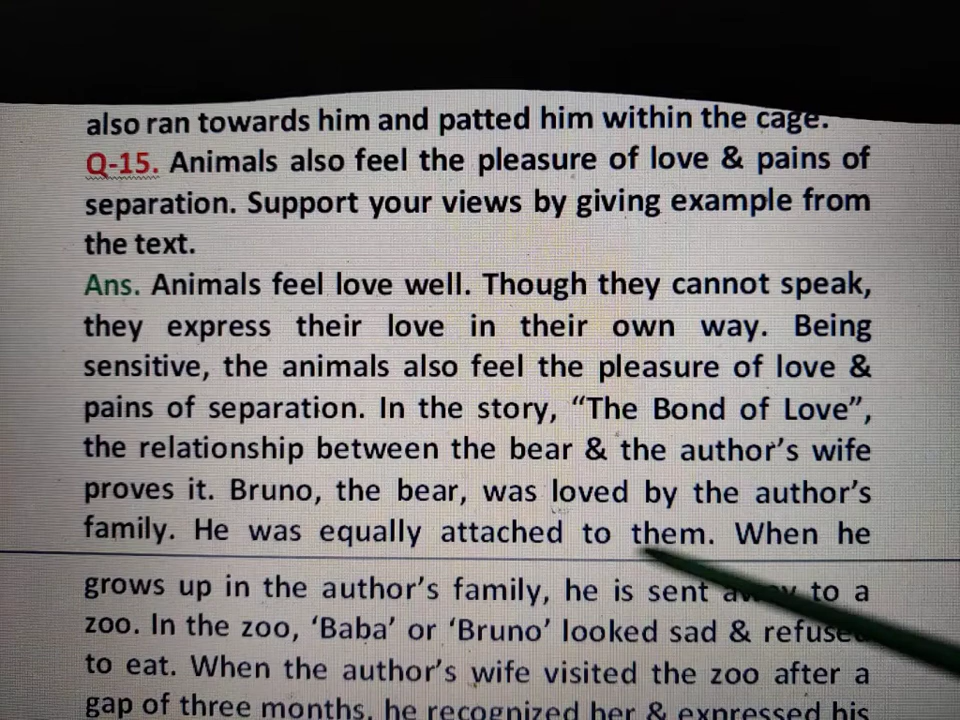 also ran towards him and patted him within the cage.
Q-15. Animals also feel the pleasure of love & pains of
separation. Support your views by giving example from
the text.
Ans. Animals feel love well. Though they cannot speak,
they express their love in their own way. Being
sensitive, the animals also feel the pleasure of love &
pains of separation. In the story, “The Bond of Love”,
the relationship between the bear & the author’s wife
proves it. Bruno, the bear, was loved by the author’s
family. He was equally attached to them. When he
grows up in the author’s family, he is sent away to a
zoo. In the zoo, ‘Baba’ or ‘Bruno’ looked sad & refused
to eat. When the author’s wife visited the zoo after a
gap of three months, he recognized her & expressed his